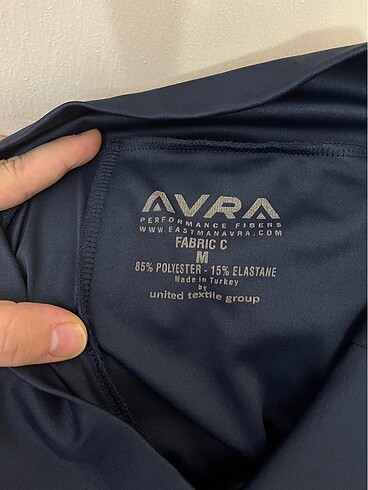 AVRA
PERFORMANCE FIBERS
WWW.EASTMANAVRA.COM
FABRIC C
M
85% POLYESTER - 15% ELASTANE
Made in Turkey
by
united textile group